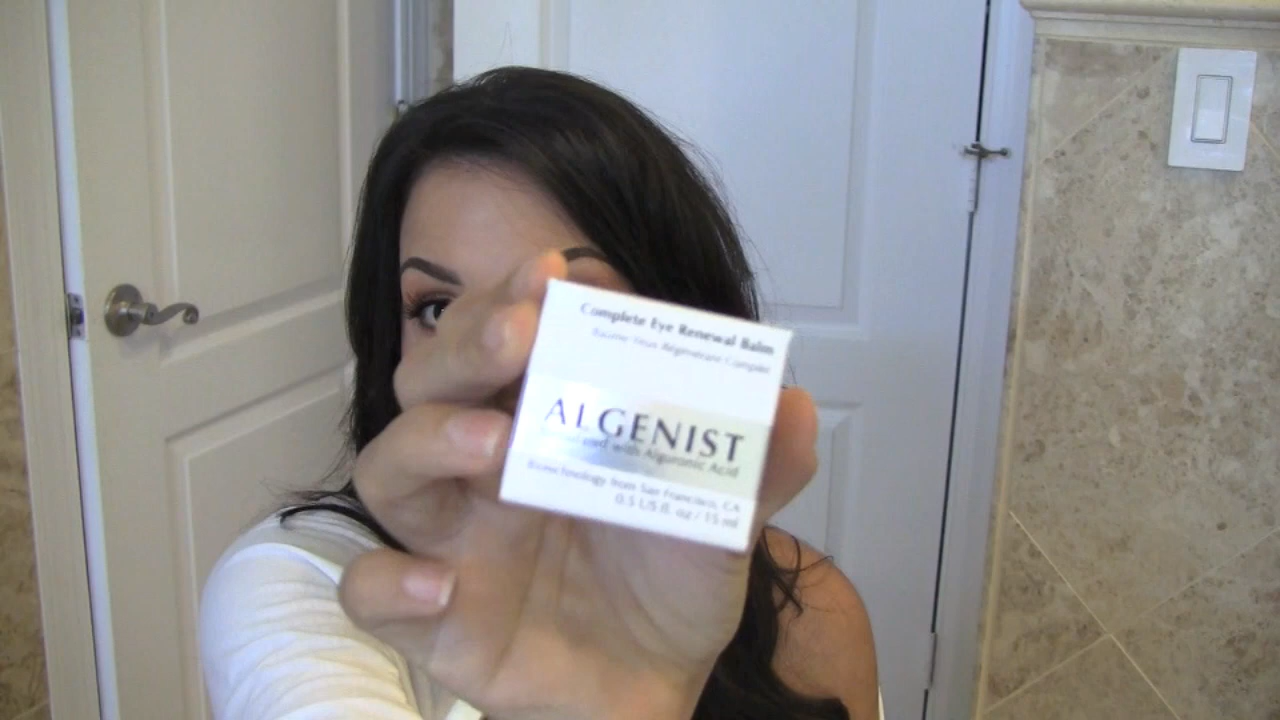 Complete Eye Renewal Balm
Baume Yeux Régénérant Complet
ALGENIST
with Alguronic Acid
Biotechnology from San Francisco, CA
0.5 US fl. oz / 15 ml